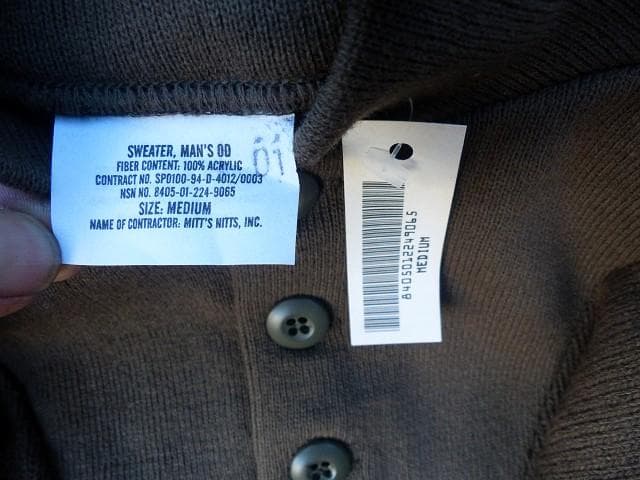 SWEATER, MAN'S OD
FIBER CONTENT: 100% ACRYLIC
CONTRACT NO. SPO100-94-D-4012/0003
NSN NO. 8405-01-224-9065
SIZE: MEDIUM
NAME OF CONTRACTOR: MITT'S NITTS, INC.
01
8405012249065
MEDIUM